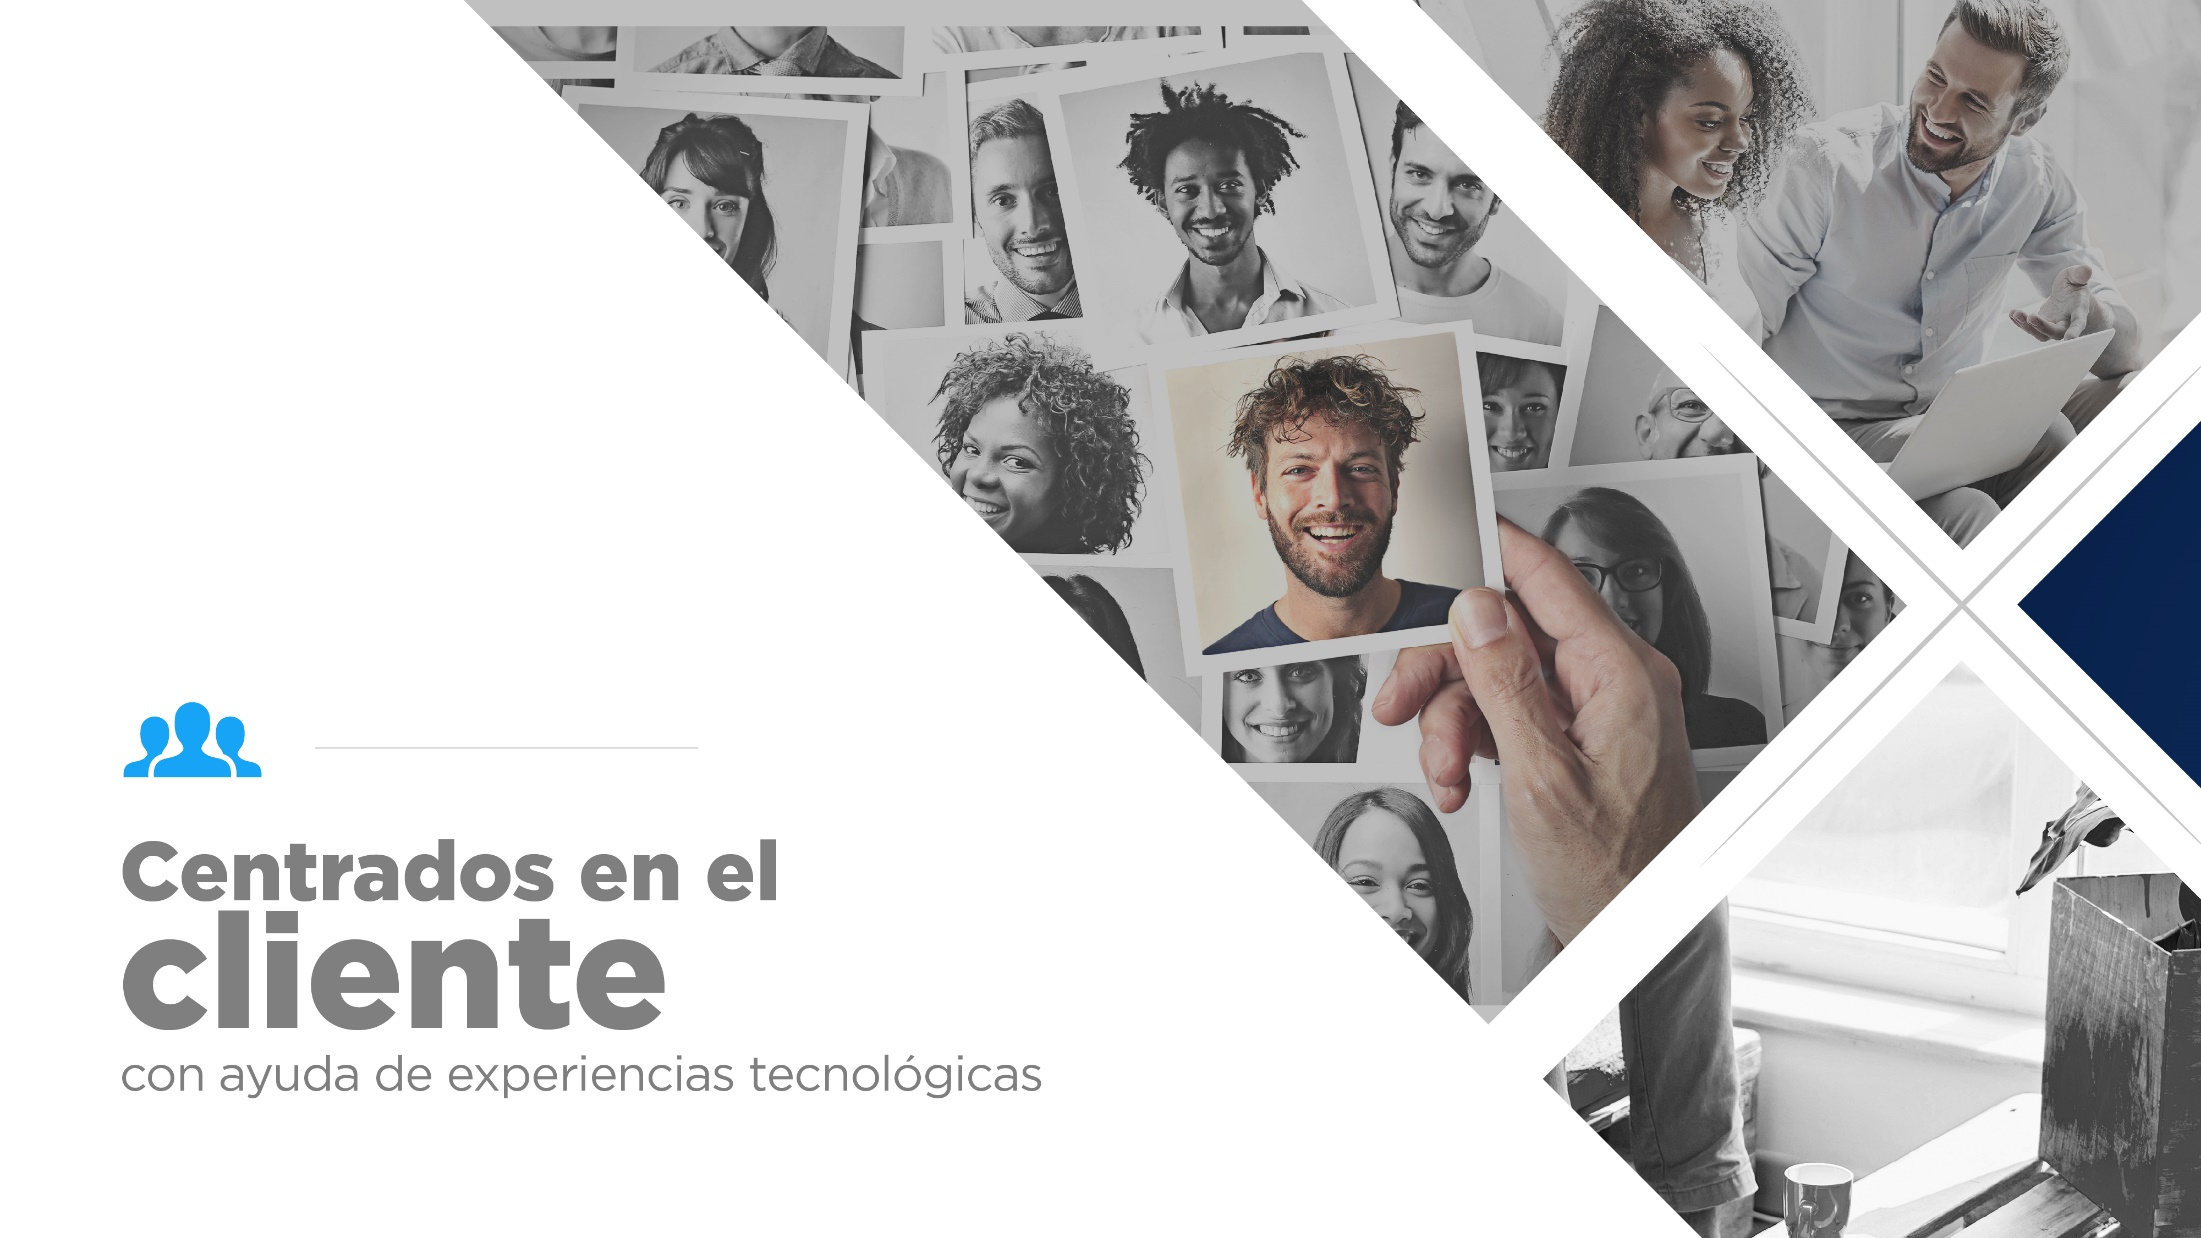 Centrados en el
cliente
con ayuda de experiencias tecnológicas